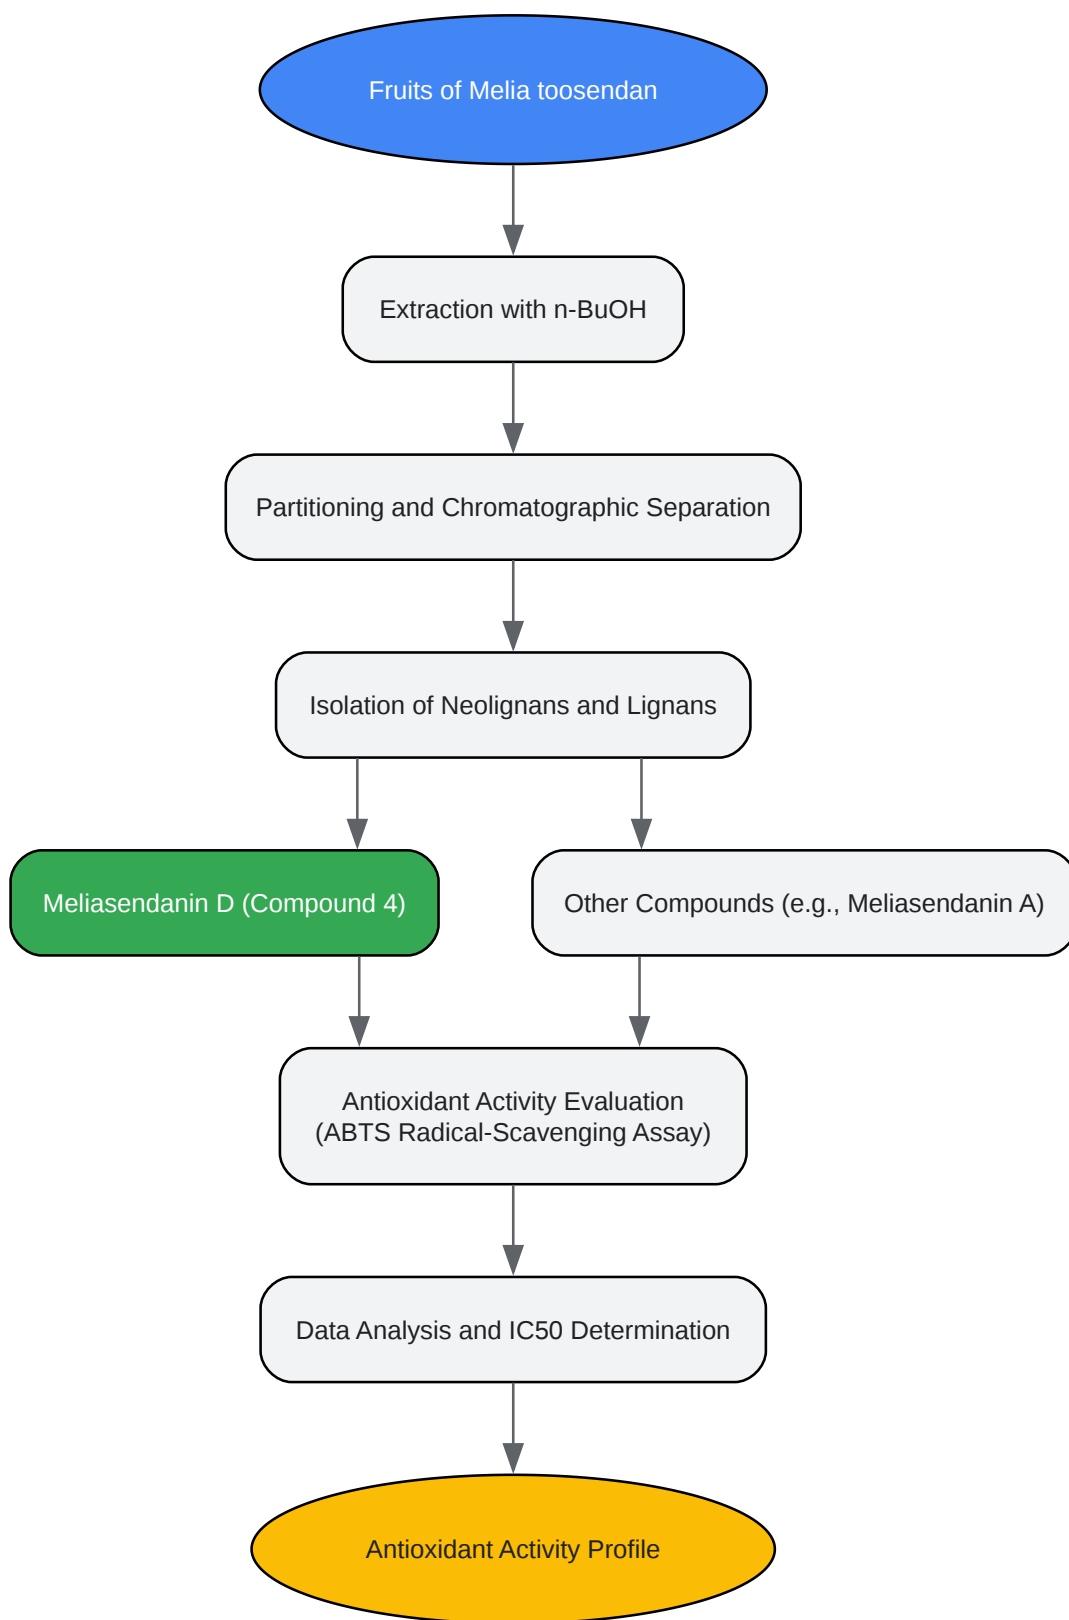 Fruits of Melia toosendan
Extraction with n-BuOH
Partitioning and Chromatographic Separation
Isolation of Neolignans and Lignans
Meliasendanin D (Compound 4)
Other Compounds (e.g., Meliasendanin A)
Antioxidant Activity Evaluation
(ABTS Radical-Scavenging Assay)
Data Analysis and IC50 Determination
Antioxidant Activity Profile